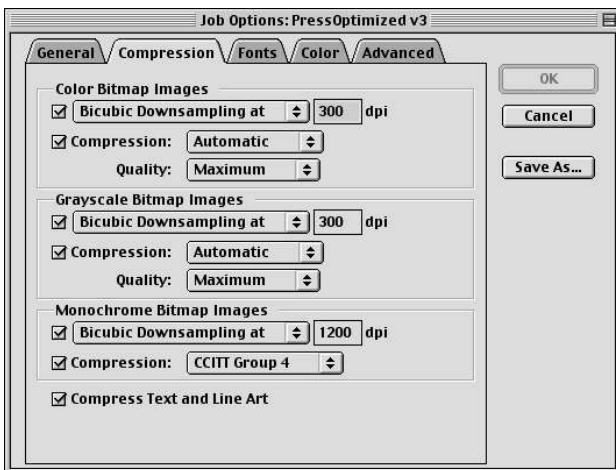 Job Options: PressOptimized v3
General Compression Fonts Color Advanced
Color Bitmap Images
Bicubic Downsampling at 300 dpi
Compression: Automatic
Quality: Maximum
Grayscale Bitmap Images
Bicubic Downsampling at 300 dpi
Compression: Automatic
Quality: Maximum
Monochrome Bitmap Images
Bicubic Downsampling at 1200 dpi
Compression: CCITT Group 4
Compress Text and Line Art
OK
Cancel
Save As...